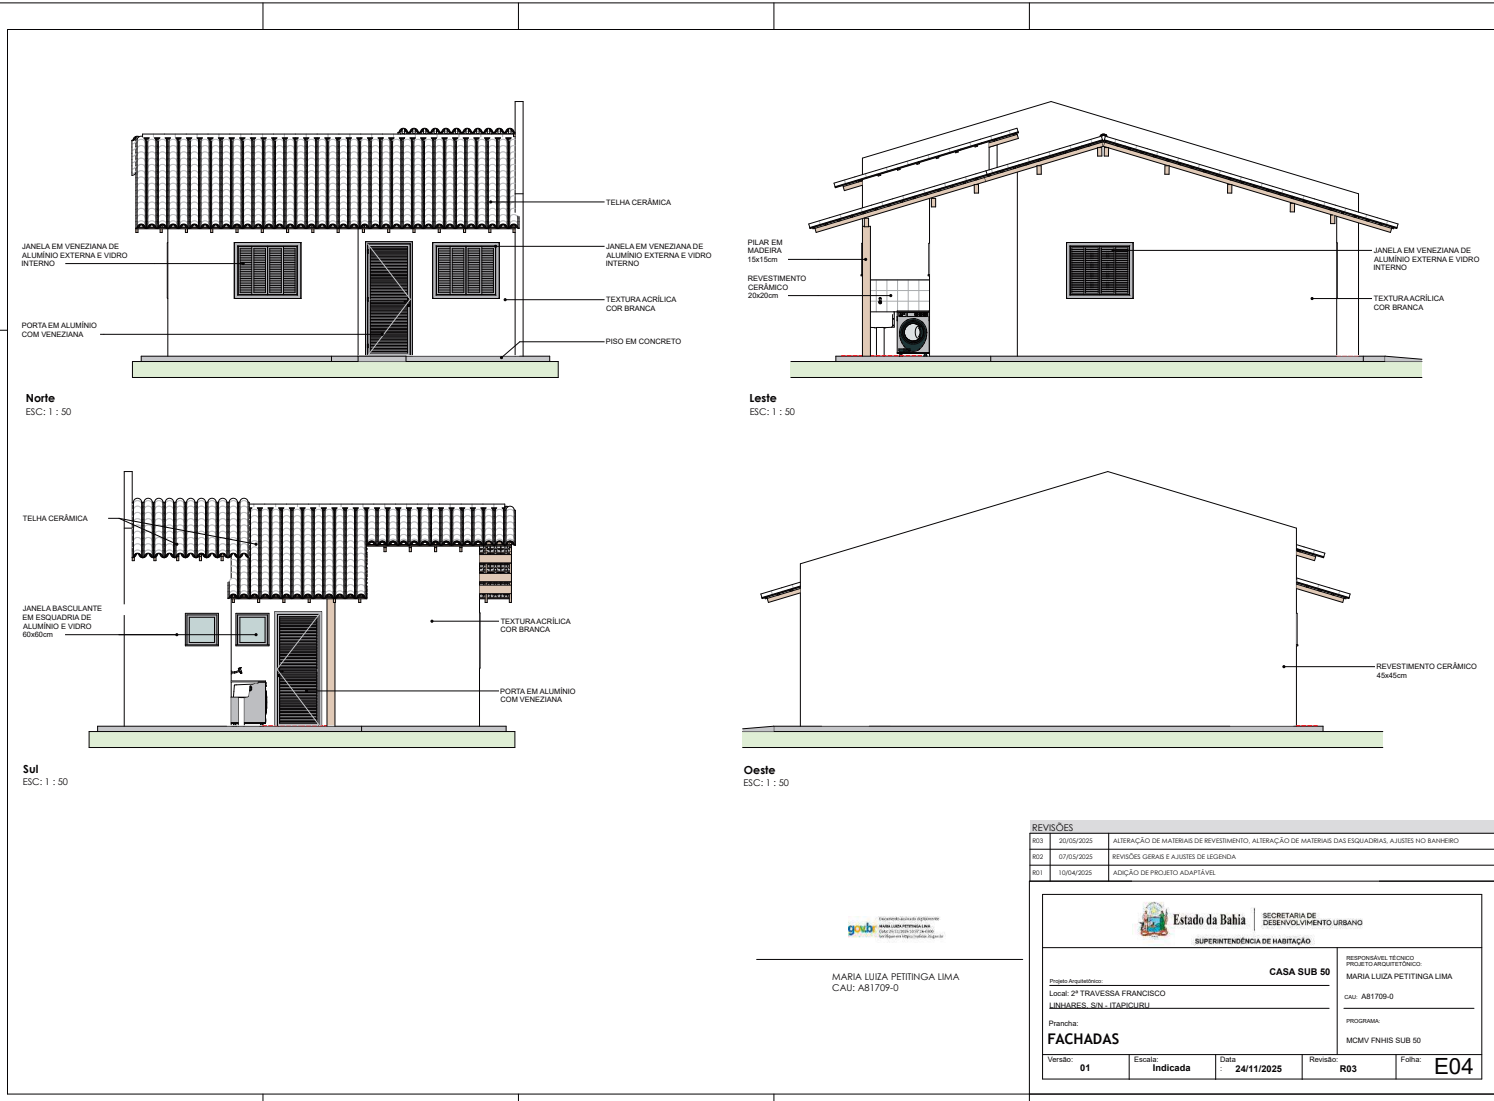 TELHA CERÂMICA
JANELA EM VENEZIANA DE
ALUMÍNIO EXTERNA E VIDRO
INTERNO
JANELA EM VENEZIANA DE
ALUMÍNIO EXTERNA E VIDRO
INTERNO
TEXTURA ACRÍLICA
COR BRANCA
PORTA EM ALUMÍNIO
COM VENEZIANA
PISO EM CONCRETO
Norte
ESC: 1 : 50
PILAR EM
MADEIRA
15x15cm
REVESTIMENTO
CERÂMICO
20x20cm
JANELA EM VENEZIANA DE
ALUMÍNIO EXTERNA E VIDRO
INTERNO
TEXTURA ACRÍLICA
COR BRANCA
Leste
ESC: 1 : 50
TELHA CERÂMICA
JANELA BASCULANTE
EM ESQUADRIA DE
ALUMÍNIO E VIDRO
60x60cm
TEXTURA ACRÍLICA
COR BRANCA
PORTA EM ALUMÍNIO
COM VENEZIANA
Sul
ESC: 1 : 50
REVESTIMENTO CERÂMICO
45x45cm
Oeste
ESC: 1 : 50
REVISÕES
R03 20/05/2025 ALTERAÇÃO DE MATERIAIS DE REVESTIMENTO, ALTERAÇÃO DE MATERIAIS DAS ESQUADRIAS, AJUSTES NO BANHEIRO
R02 07/05/2025 REVISÕES GERAIS E AJUSTES DE LEGENDA
R01 10/04/2025 ADIÇÃO DE PROJETO ADAPTÁVEL
gov.br
Documento assinado digitalmente
MARIA LUIZA PETITINGA LIMA
MARIA LUIZA PETITINGA LIMA
CAU: A81709-0
Estado da Bahia
SECRETARIA DE
DESENVOLVIMENTO URBANO
SUPERINTENDÊNCIA DE HABITAÇÃO
CASA SUB 50
Projeto Arquitetônico:
Local: 2ª TRAVESSA FRANCISCO
LINHARES, S/N - ITAPICURU
Prancha:
FACHADAS
RESPONSÁVEL TÉCNICO
PROJETO ARQUITETÔNICO:
MARIA LUIZA PETITINGA LIMA
CAU: A81709-0
PROGRAMA:
MCMV FNHIS SUB 50
Versão: 01
Escala: Indicada
Data : 24/11/2025
Revisão: R03
Folha: E04